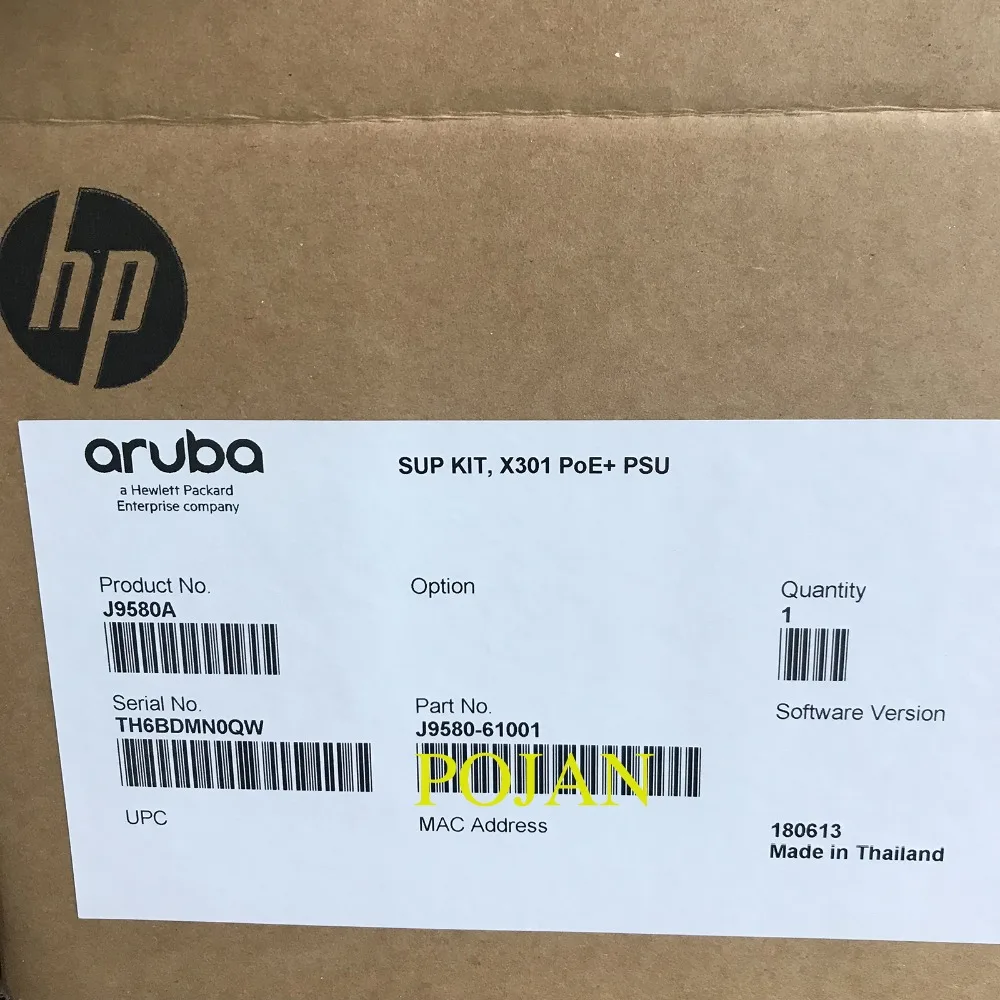 hp
aruba
a Hewlett Packard
Enterprise company
SUP KIT, X301 PoE+ PSU
Product No.
J9580A
Option
Quantity
1
Serial No.
TH6BDMN0QW
Part No.
J9580-61001
POJAN
Software Version
UPC
MAC Address
180613
Made in Thailand